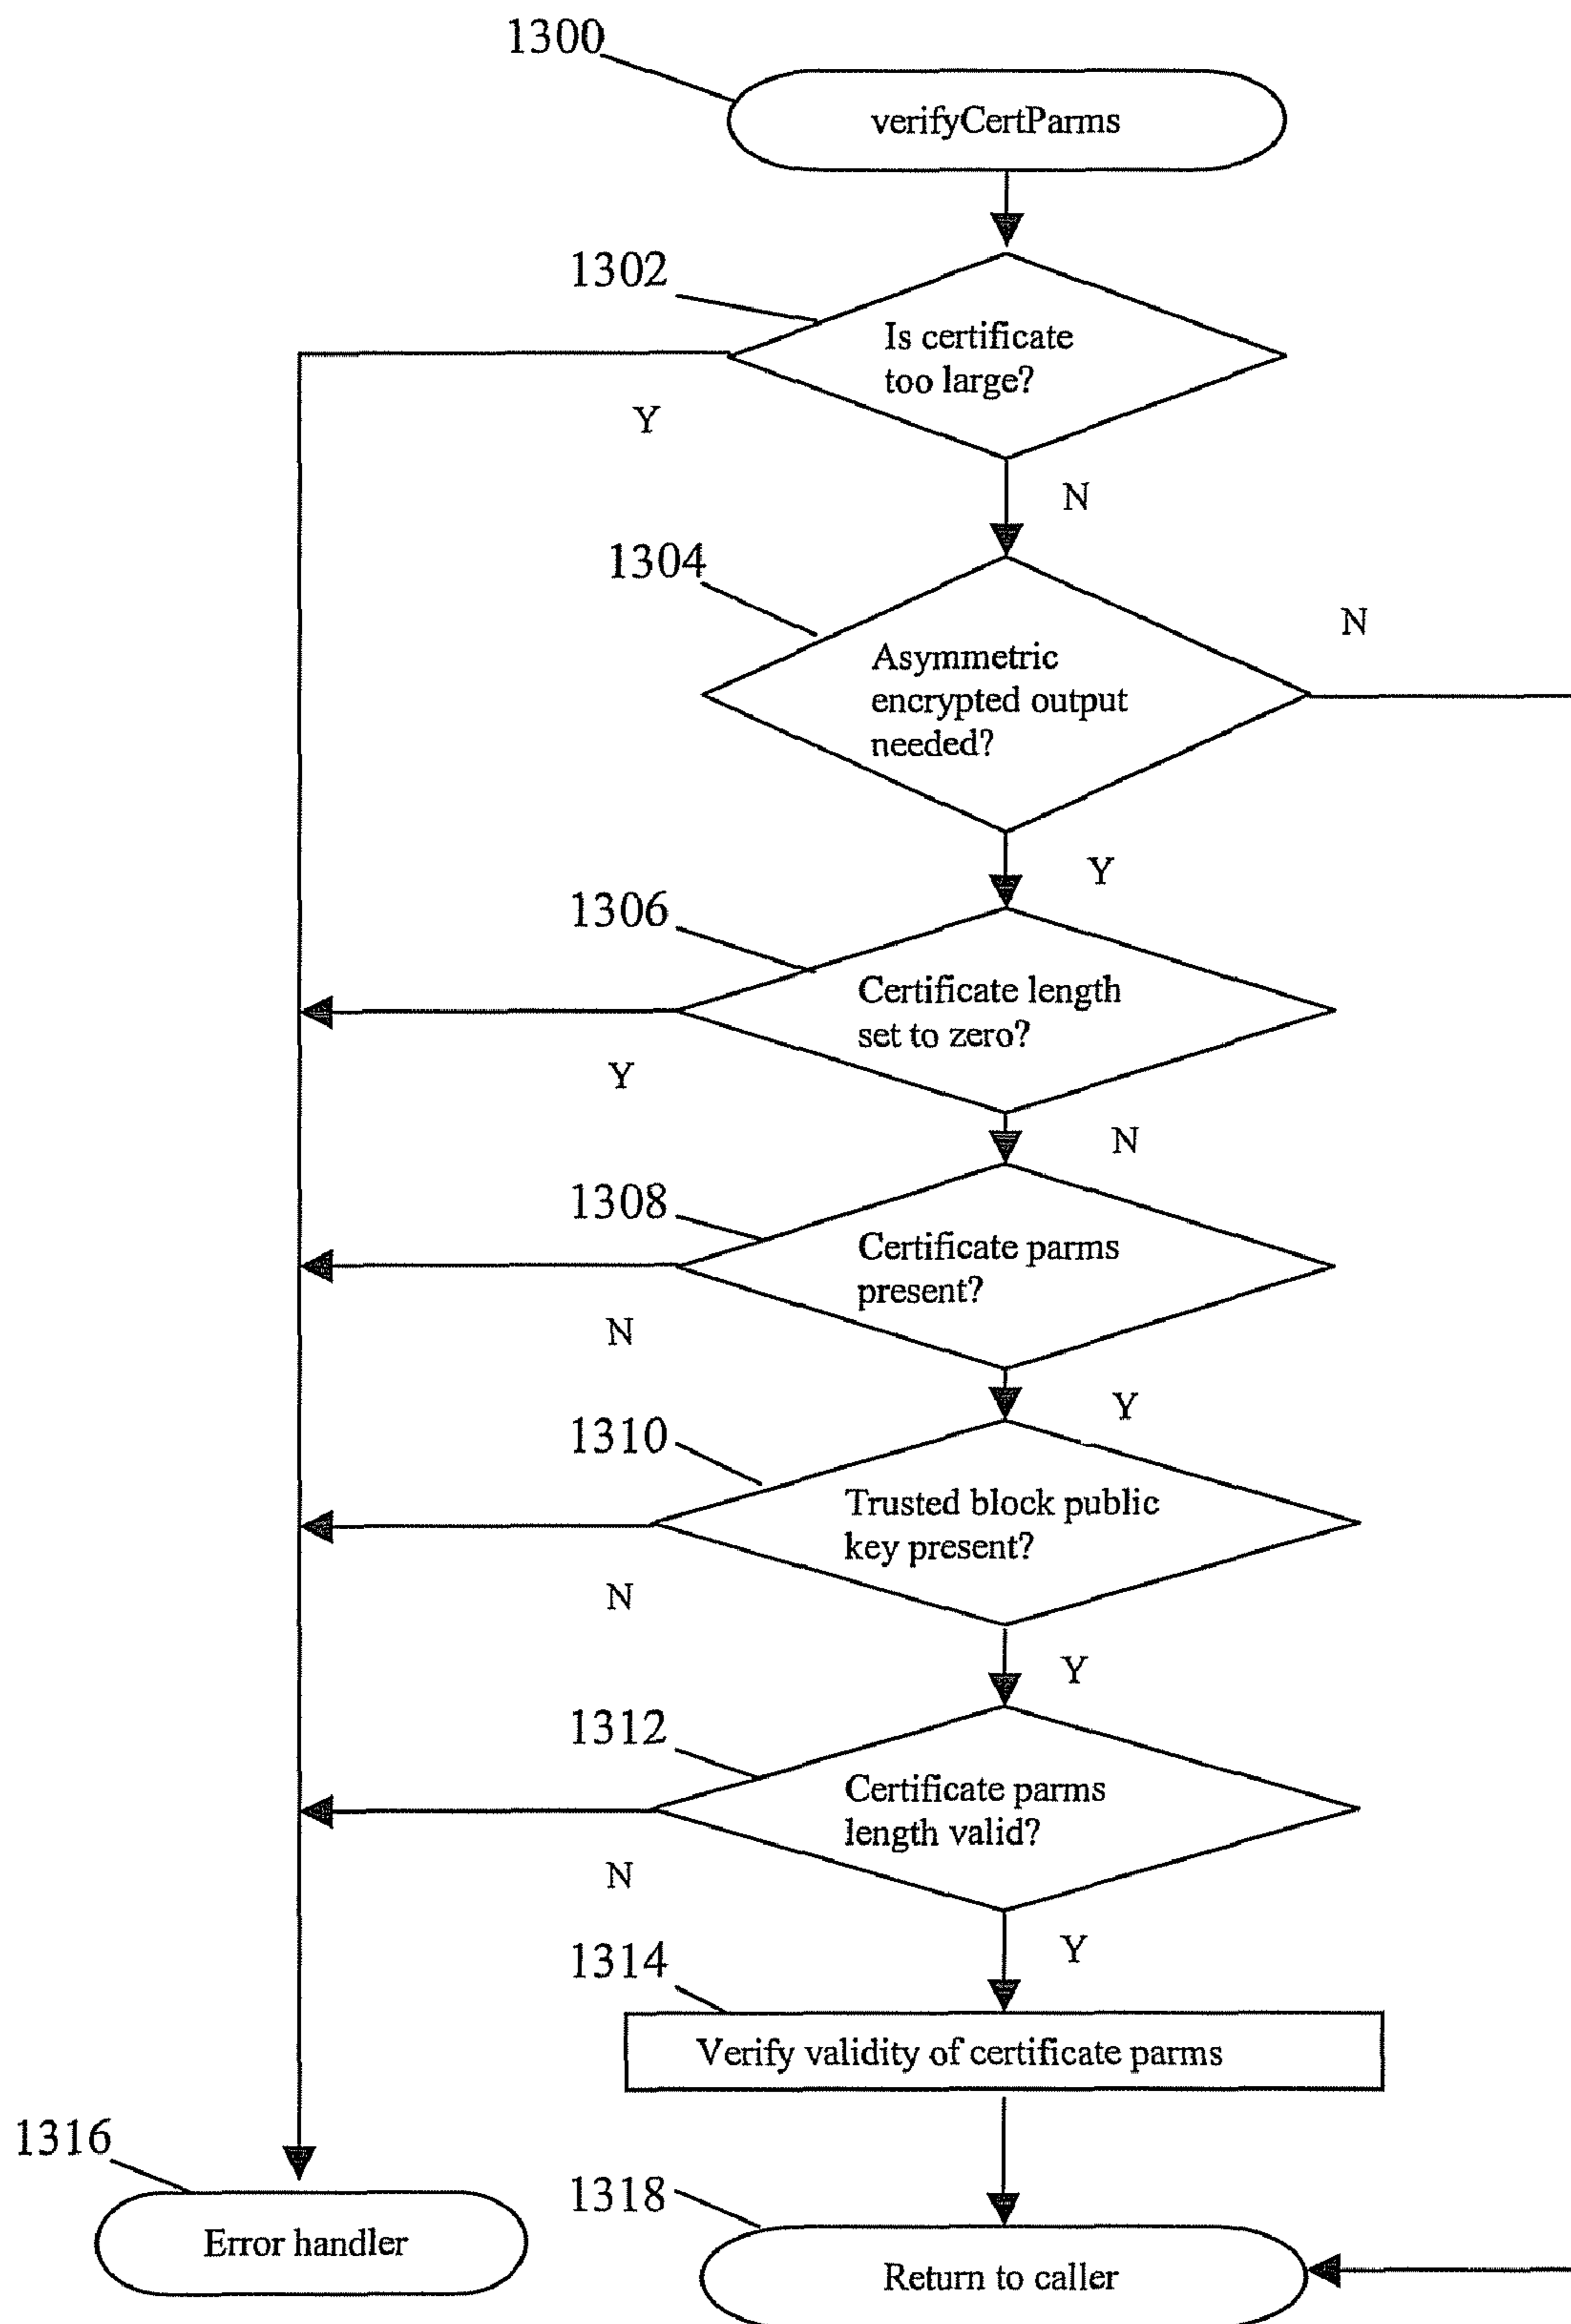 1300
verifyCertParms
1302
Is certificate
too large?
Y
N
1304
N
Asymmetric
encrypted output
needed?
Y
1306
Certificate length
set to zero?
Y
N
1308
Certificate parms
present?
N
Y
1310
Trusted block public
key present?
N
Y
1312
Certificate parms
length valid?
N
Y
1314
Verify validity of certificate parms
1316
1318
Error handler
Return to caller